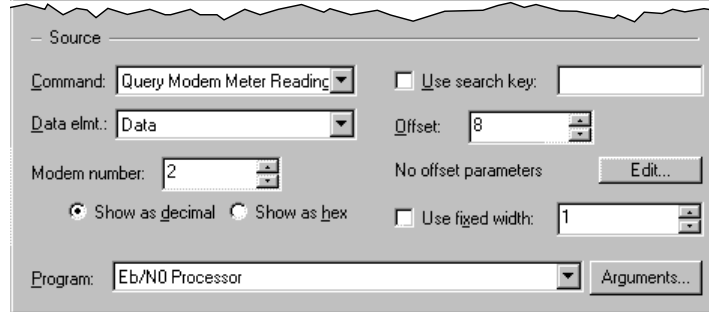 Source
Command: Query Modem Meter Reading
Use search key:
Data elmt.: Data
Offset: 8
Modem number: 2
No offset parameters Edit...
Show as decimal Show as hex
Use fixed width: 1
Program: Eb/N0 Processor Arguments...